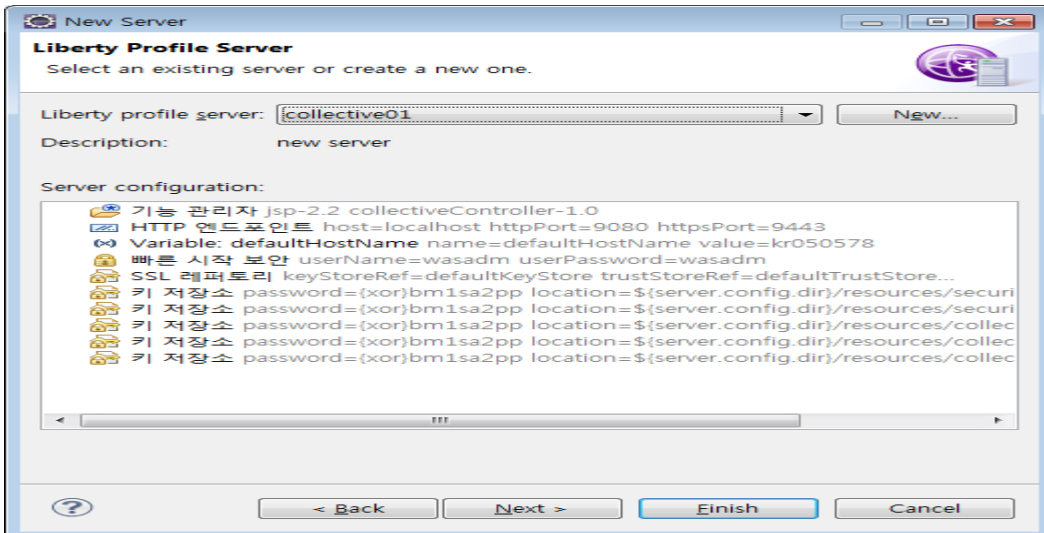 New Server
Liberty Profile Server
Select an existing server or create a new one.
Liberty profile server: collective01 New...
Description: new server
Server configuration:
기능 관리자 jsp-2.2 collectiveController-1.0
HTTP 엔드포인트 host=localhost httpPort=9080 httpsPort=9443
(x) Variable: defaultHostName name=defaultHostName value=kr050578
빠른 시작 보안 userName=wasadm userPassword=wasadm
SSL 레퍼토리 keyStoreRef=defaultKeyStore trustStoreRef=defaultTrustStore...
키 저장소 password={xor}bm1sa2pp location=${server.config.dir}/resources/securi
키 저장소 password={xor}bm1sa2pp location=${server.config.dir}/resources/securi
키 저장소 password={xor}bm1sa2pp location=${server.config.dir}/resources/collec
키 저장소 password={xor}bm1sa2pp location=${server.config.dir}/resources/collec
키 저장소 password={xor}bm1sa2pp location=${server.config.dir}/resources/collec
? < Back Next > Finish Cancel